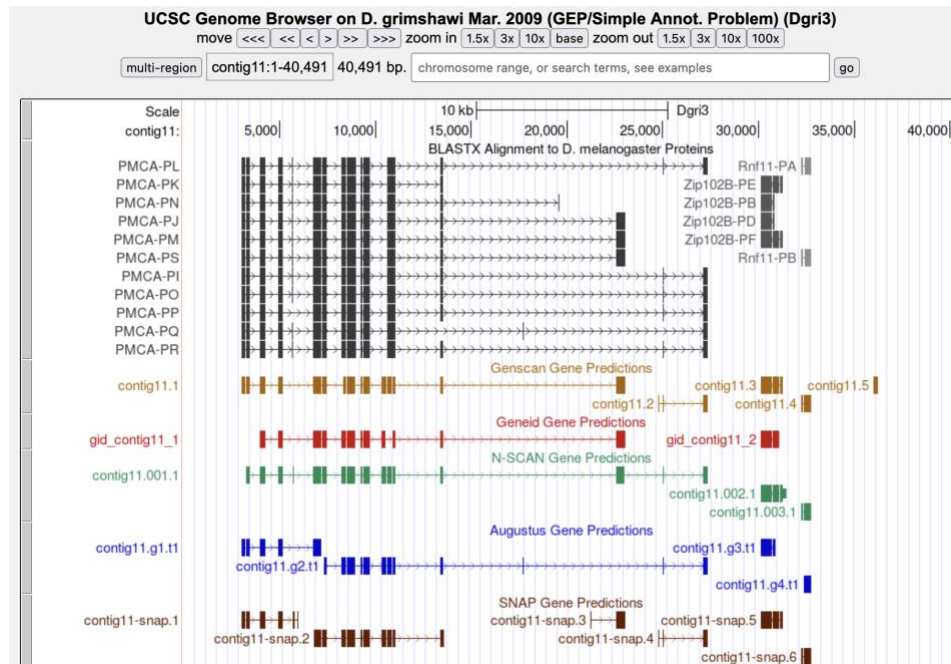 UCSC Genome Browser on D. grimshawi Mar. 2009 (GEP/Simple Annot. Problem) (Dgri3)
move <<< << < > >> >>> zoom in 1.5x 3x 10x base zoom out 1.5x 3x 10x 100x
multi-region contig11:1-40,491 40,491 bp. chromosome range, or search terms, see examples go
Scale 10 kb Dgri3
contig11: 5,000 10,000 15,000 20,000 25,000 30,000 35,000 40,000
BLASTX Alignment to D. melanogaster Proteins
PMCA-PL Rnf11-PA
PMCA-PK Zip102B-PE
PMCA-PN Zip102B-PB
PMCA-PJ Zip102B-PD
PMCA-PM Zip102B-PF
PMCA-PS Rnf11-PB
PMCA-PI
PMCA-PO
PMCA-PP
PMCA-PQ
PMCA-PR
Genscan Gene Predictions
contig11.1 contig11.3 contig11.5
contig11.2 contig11.4
Geneid Gene Predictions
gid_contig11_1 gid_contig11_2
N-SCAN Gene Predictions
contig11.001.1
contig11.002.1
contig11.003.1
Augustus Gene Predictions
contig11.g1.t1 contig11.g3.t1
contig11.g2.t1
contig11.g4.t1
SNAP Gene Predictions
contig11-snap.1 contig11-snap.3 contig11-snap.5
contig11-snap.2 contig11-snap.4
contig11-snap.6